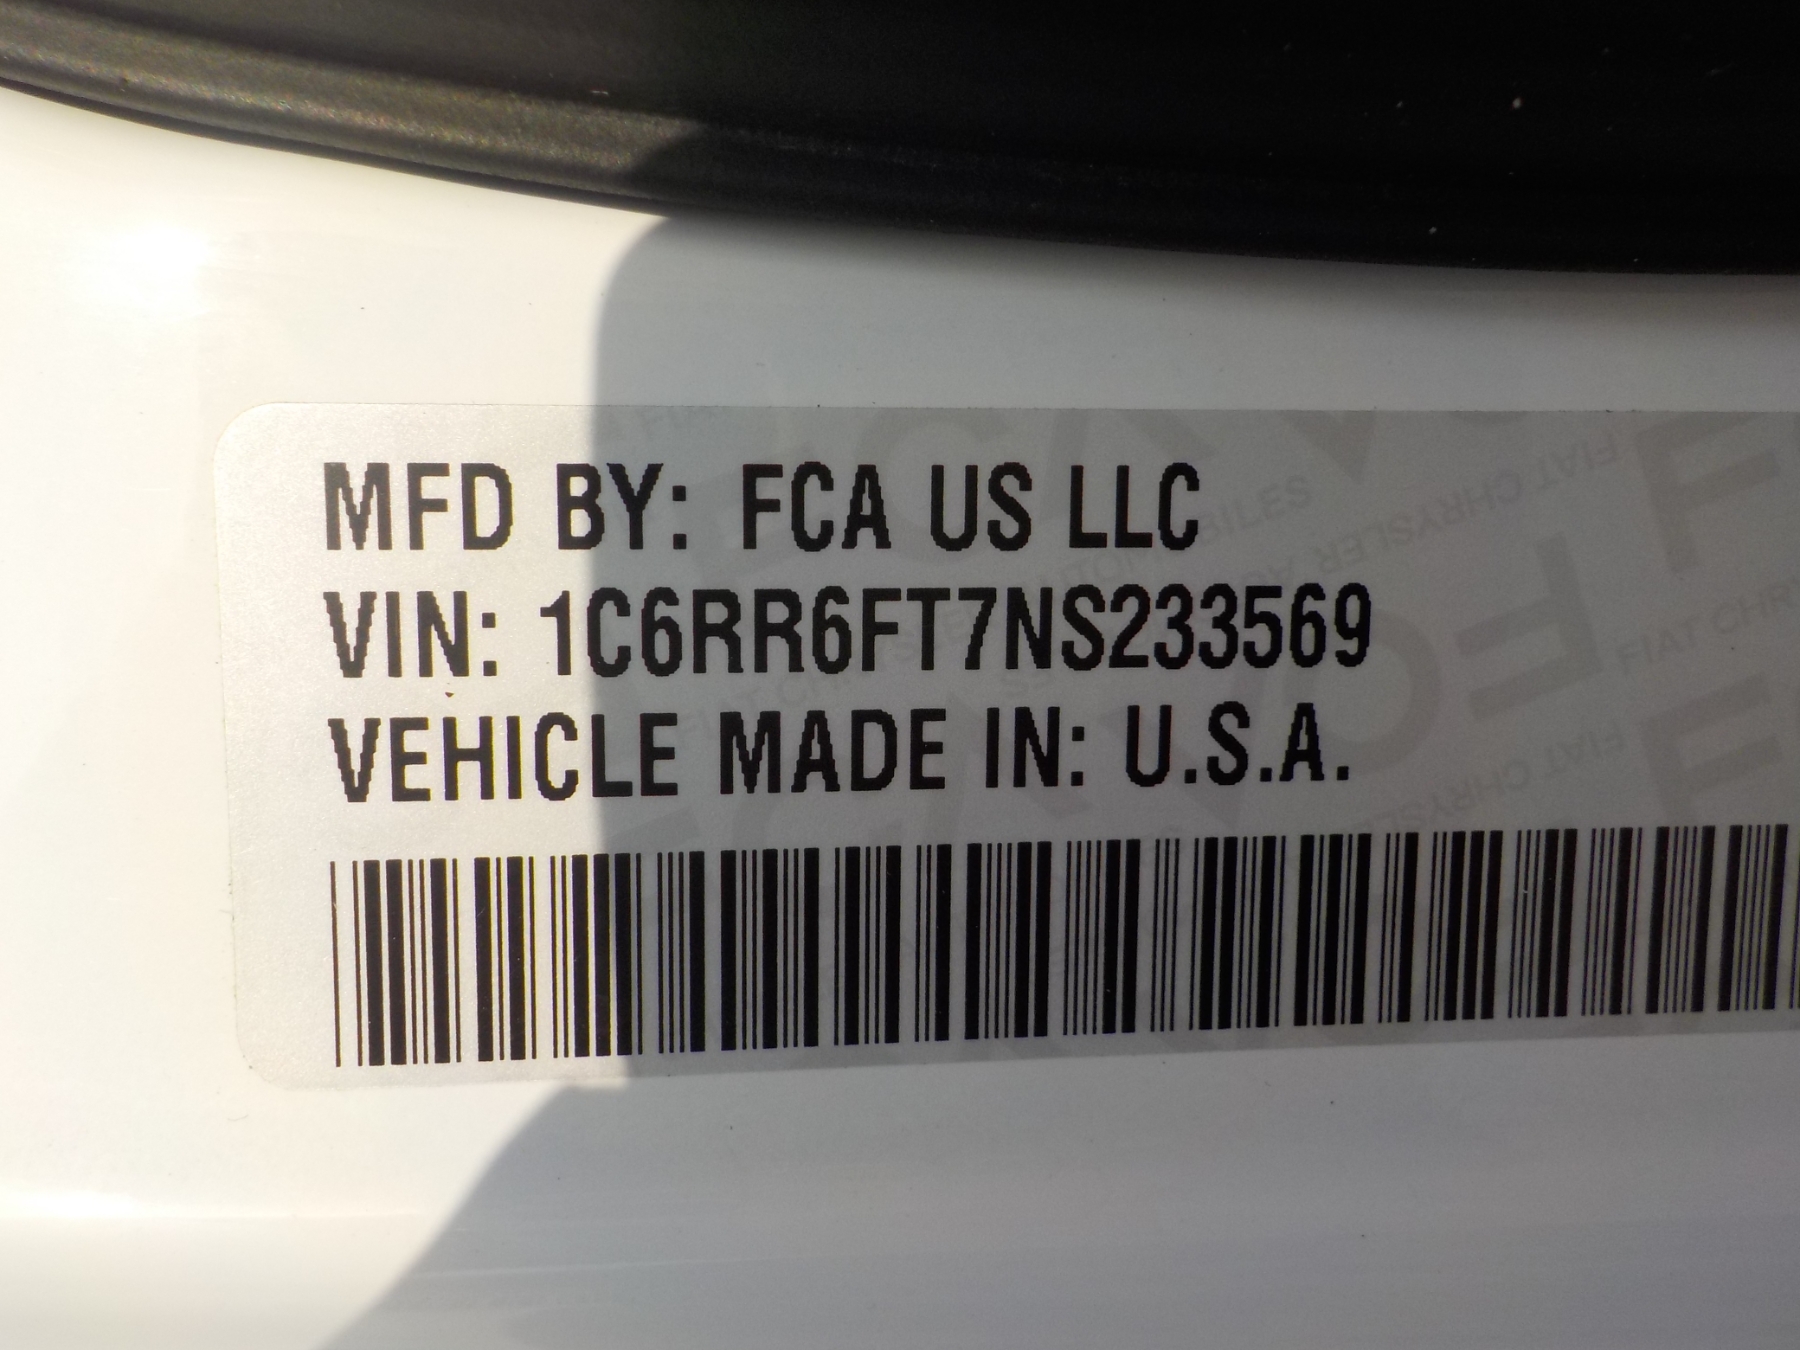 MFD BY: FCA US LLC
VIN: 1C6RR6FT7NS233569
VEHICLE MADE IN: U.S.A.